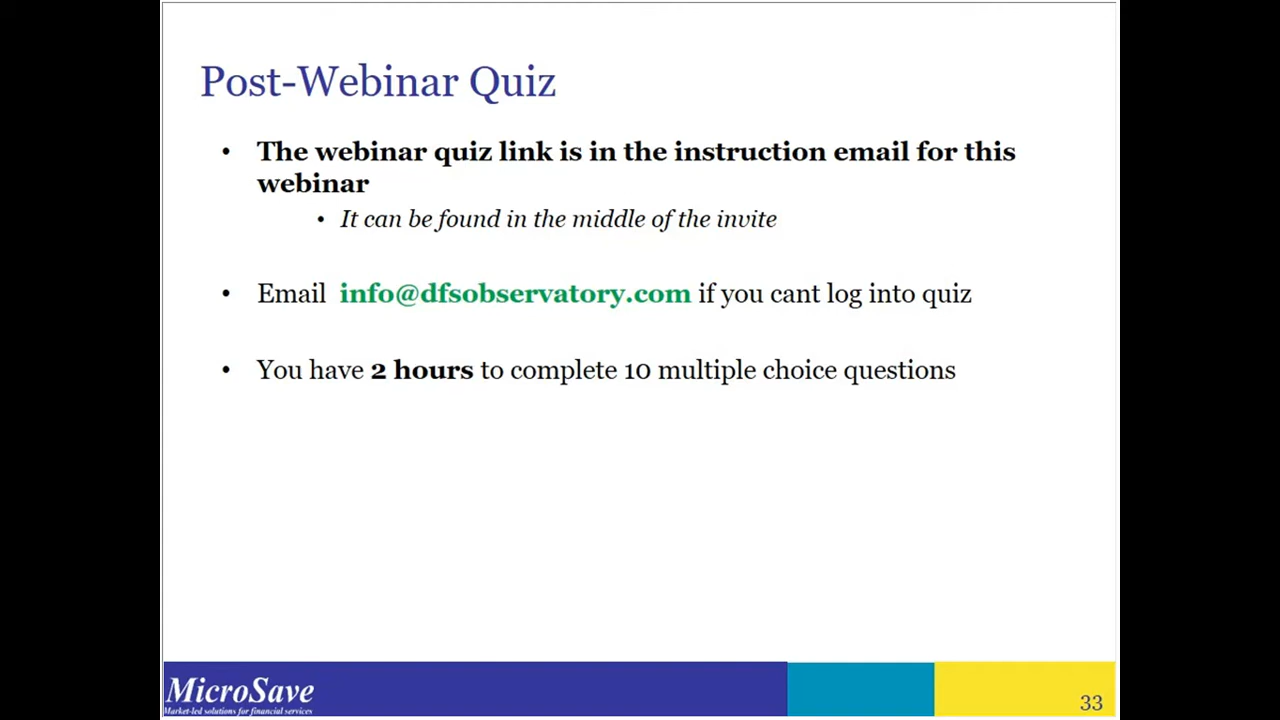 Post-Webinar Quiz
• The webinar quiz link is in the instruction email for this
webinar
• It can be found in the middle of the invite
• Email info@dfsobservatory.com if you cant log into quiz
• You have 2 hours to complete 10 multiple choice questions
MicroSave
Market-led solutions for financial services
33